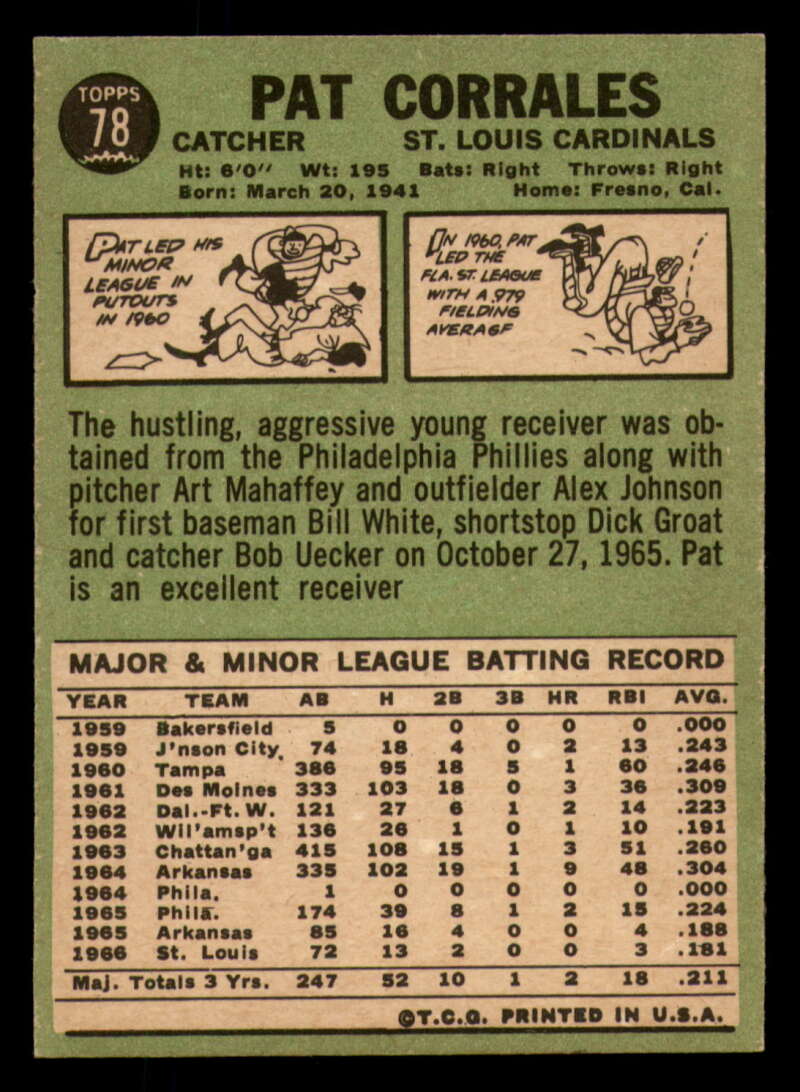 TOPPS
78
PAT CORRALES
CATCHER ST. LOUIS CARDINALS
Ht: 6'0" Wt: 195 Bats: Right Throws: Right
Born: March 20, 1941 Home: Fresno, Cal.
PAT LED HIS
MINOR
LEAGUE IN
PUTOUTS
IN 1960
IN 1960, PAT
LED THE
FLA. ST. LEAGUE
WITH A .979
FIELDING
AVERAGE
The hustling, aggressive young receiver was ob-
tained from the Philadelphia Phillies along with
pitcher Art Mahaffey and outfielder Alex Johnson
for first baseman Bill White, shortstop Dick Groat
and catcher Bob Uecker on October 27, 1965. Pat
is an excellent receiver
MAJOR & MINOR LEAGUE BATTING RECORD
YEAR TEAM AB H 2B 3B HR RBI AVG.
1959 Bakersfield 5 0 0 0 0 0 .000
1959 J'nson City 74 18 4 0 2 13 .243
1960 Tampa 386 95 18 5 1 60 .246
1961 Des Moines 333 103 18 0 3 36 .309
1962 Dal.-Ft. W. 121 27 6 1 2 14 .223
1962 Wil'amsp't 136 26 1 0 1 10 .191
1963 Chattan'ga 415 108 15 1 3 51 .260
1964 Arkansas 335 102 19 1 9 48 .304
1964 Phila. 1 0 0 0 0 0 .000
1965 Phila. 174 39 8 1 2 15 .224
1965 Arkansas 85 16 4 0 0 4 .188
1966 St. Louis 72 13 2 0 0 3 .181
Maj. Totals 3 Yrs. 247 52 10 1 2 18 .211
©T.C.G. PRINTED IN U.S.A.